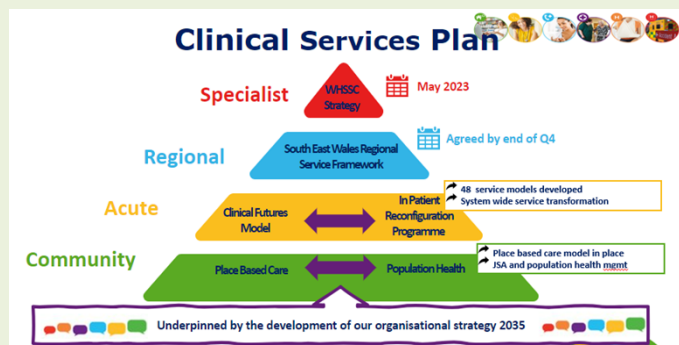 Clinical Services Plan
Specialist
WHSSC
Strategy
May 2023
Regional
South East Wales Regional
Service Framework
Agreed by end of Q4
Acute
Clinical Futures
Model
In Patient
Reconfiguration
Programme
48 service models developed
System wide service transformation
Community
Place Based Care
Population Health
Place based care model in place
JSA and population health mgmt
Underpinned by the development of our organisational strategy 2035